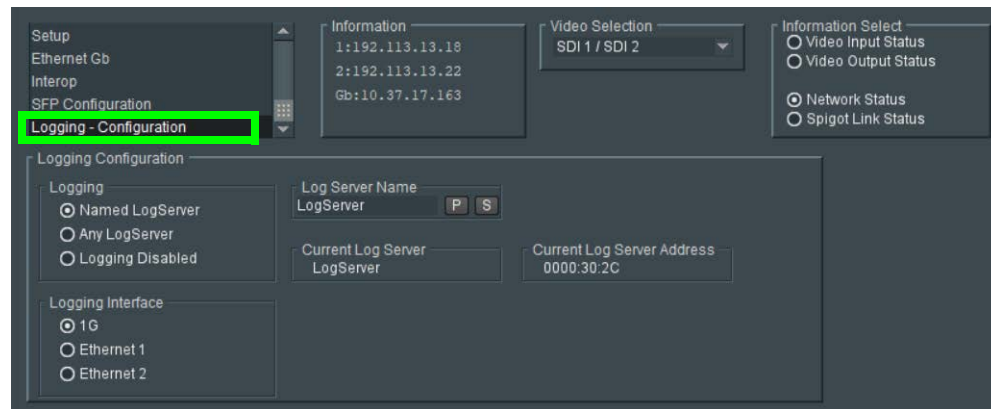 Setup
Ethernet Gb
Interop
SFP Configuration
Logging - Configuration
Information
1:192.113.13.18
2:192.113.13.22
Gb:10.37.17.163
Video Selection
SDI 1 / SDI 2
Information Select
Video Input Status
Video Output Status
Network Status
Spigot Link Status
Logging Configuration
Logging
Named LogServer
Any LogServer
Logging Disabled
Log Server Name
LogServer P S
Current Log Server
LogServer
Current Log Server Address
0000:30:2C
Logging Interface
1G
Ethernet 1
Ethernet 2